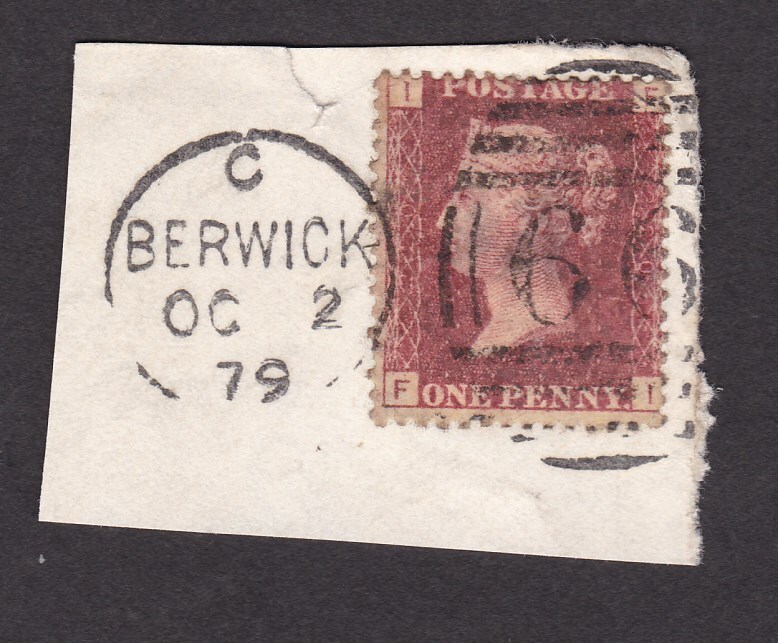 C
BERWICK
OC 2
79
I POSTAGE F
F ONE PENNY. I